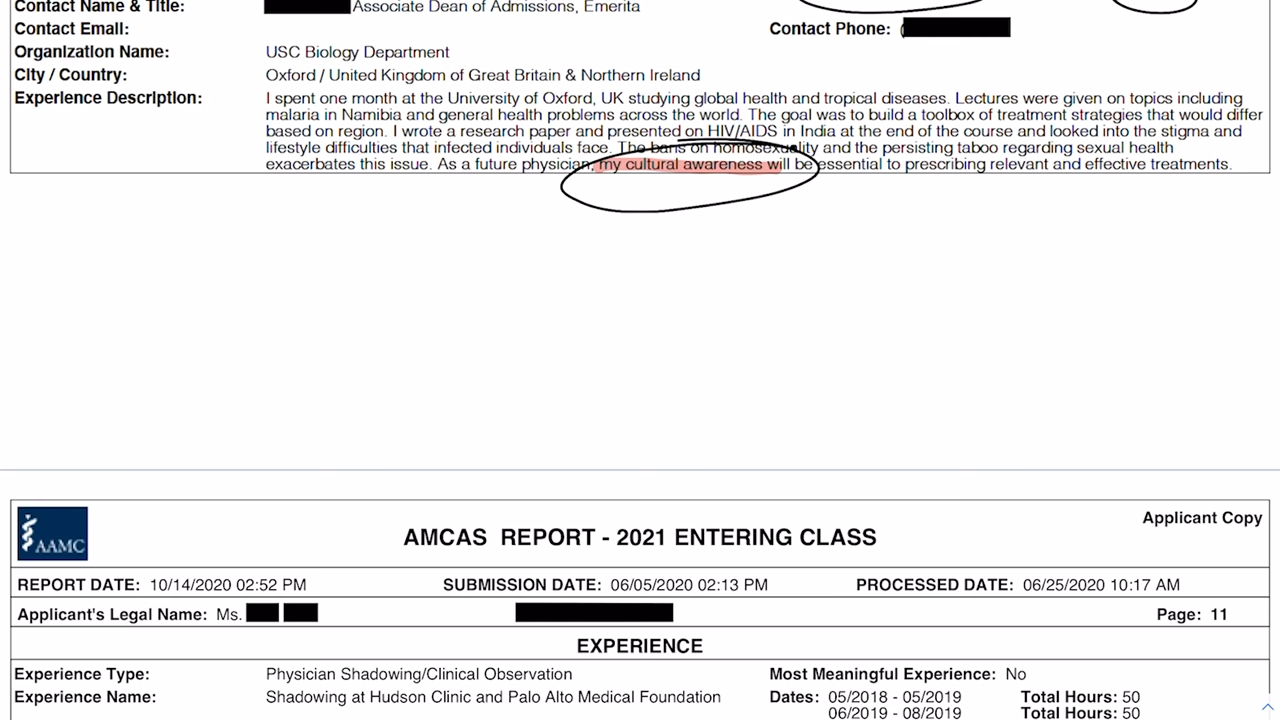 Contact Name & Title: Associate Dean of Admissions, Emerita
Contact Email: Contact Phone:
Organization Name: USC Biology Department
City / Country: Oxford / United Kingdom of Great Britain & Northern Ireland
Experience Description: I spent one month at the University of Oxford, UK studying global health and tropical diseases. Lectures were given on topics including
malaria in Namibia and general health problems across the world. The goal was to build a toolbox of treatment strategies that would differ
based on region. I wrote a research paper and presented on HIV/AIDS in India at the end of the course and looked into the stigma and
lifestyle difficulties that infected individuals face. The bans on homosexuality and the persisting taboo regarding sexual health
exacerbates this issue. As a future physician, my cultural awareness will be essential to prescribing relevant and effective treatments.
AAMC
AMCAS REPORT - 2021 ENTERING CLASS
Applicant Copy
REPORT DATE: 10/14/2020 02:52 PM SUBMISSION DATE: 06/05/2020 02:13 PM PROCESSED DATE: 06/25/2020 10:17 AM
Applicant's Legal Name: Ms. Page: 11
EXPERIENCE
Experience Type: Physician Shadowing/Clinical Observation Most Meaningful Experience: No
Experience Name: Shadowing at Hudson Clinic and Palo Alto Medical Foundation Dates: 05/2018 - 05/2019 Total Hours: 50
06/2019 - 08/2019 Total Hours: 50